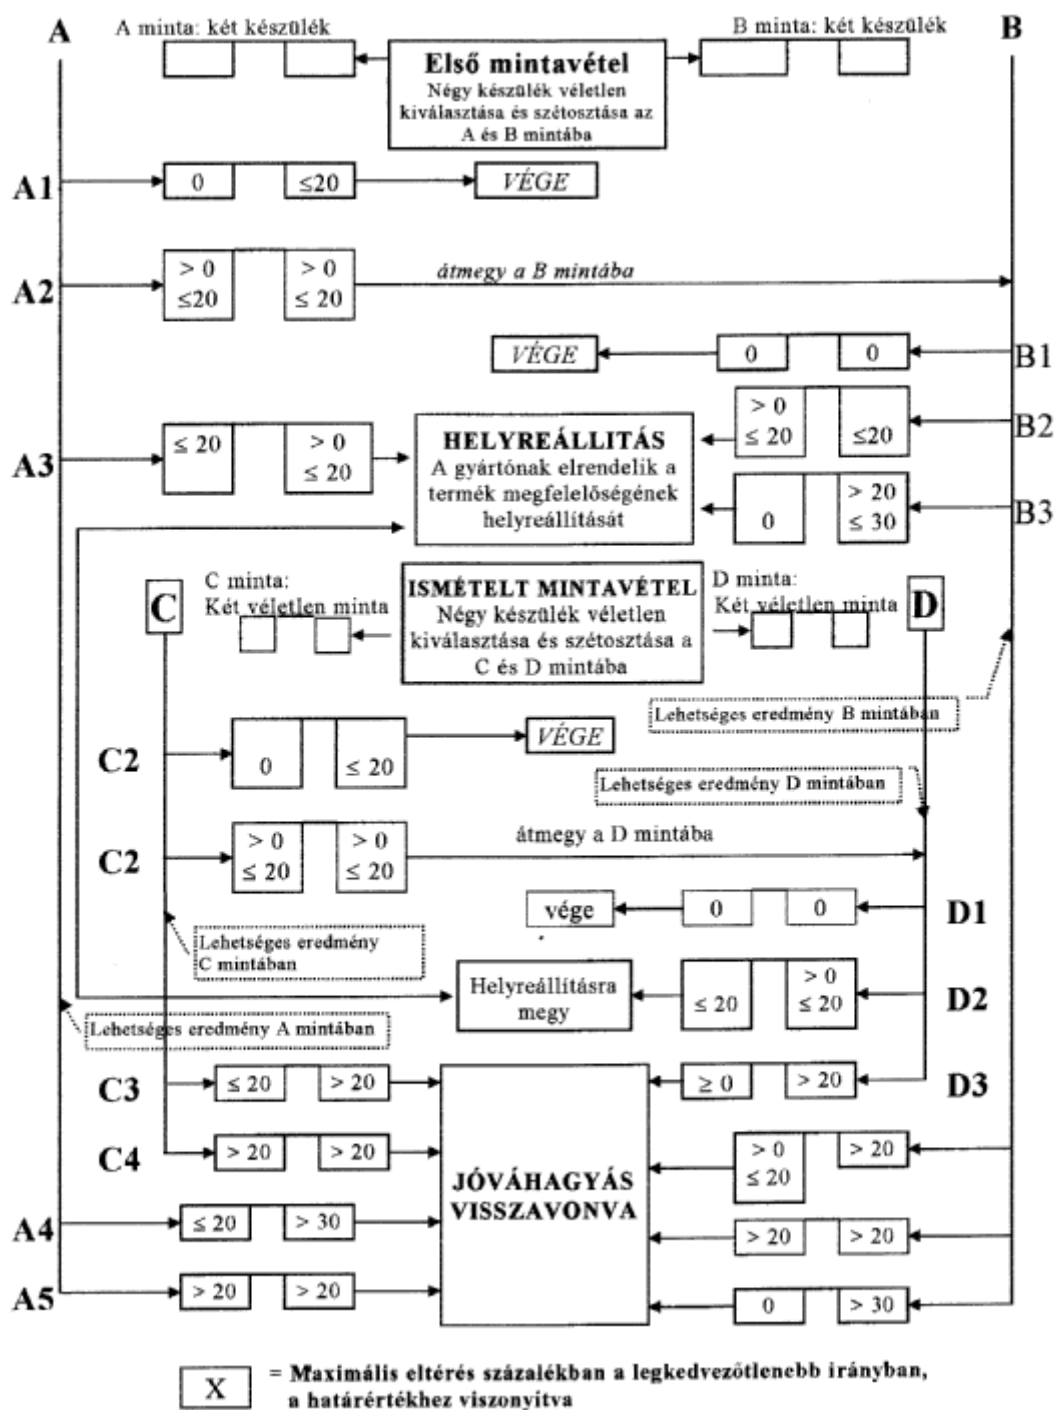 A
A minta: két készülék
B minta: két készülék
B
Első mintavétel
Négy készülék véletlen
kiválasztása és szétosztása az
A és B mintába
A1
0
≤20
VÉGE
A2
> 0
≤20
> 0
≤ 20
átmegy a B mintába
VÉGE
0
0
B1
A3
≤ 20
> 0
≤ 20
HELYREÁLLITÁS
A gyártónak elrendelik a
termék megfelelőségének
helyreállítását
> 0
≤ 20
≤20
B2
0
> 20
≤ 30
B3
C
C minta:
Két véletlen minta
ISMÉTELT MINTAVÉTEL
Négy készülék véletlen
kiválasztása és szétosztása a
C és D mintába
D minta:
Két véletlen minta
D
Lehetséges eredmény B mintában
C2
0
≤ 20
VÉGE
Lehetséges eredmény D mintában
C2
> 0
≤ 20
> 0
≤ 20
átmegy a D mintába
vége
0
0
D1
Lehetséges eredmény
C mintában
Helyreállításra
megy
≤ 20
> 0
≤ 20
D2
Lehetséges eredmény A mintában
C3
≤ 20
> 20
≥ 0
> 20
D3
C4
> 20
> 20
JÓVÁHAGYÁS
VISSZAVONVA
> 0
≤ 20
> 20
A4
≤ 20
> 30
> 20
> 20
A5
> 20
> 20
0
> 30
X
= Maximális eltérés százalékban a legkedvezőtlenebb irányban,
a határértékhez viszonyítva